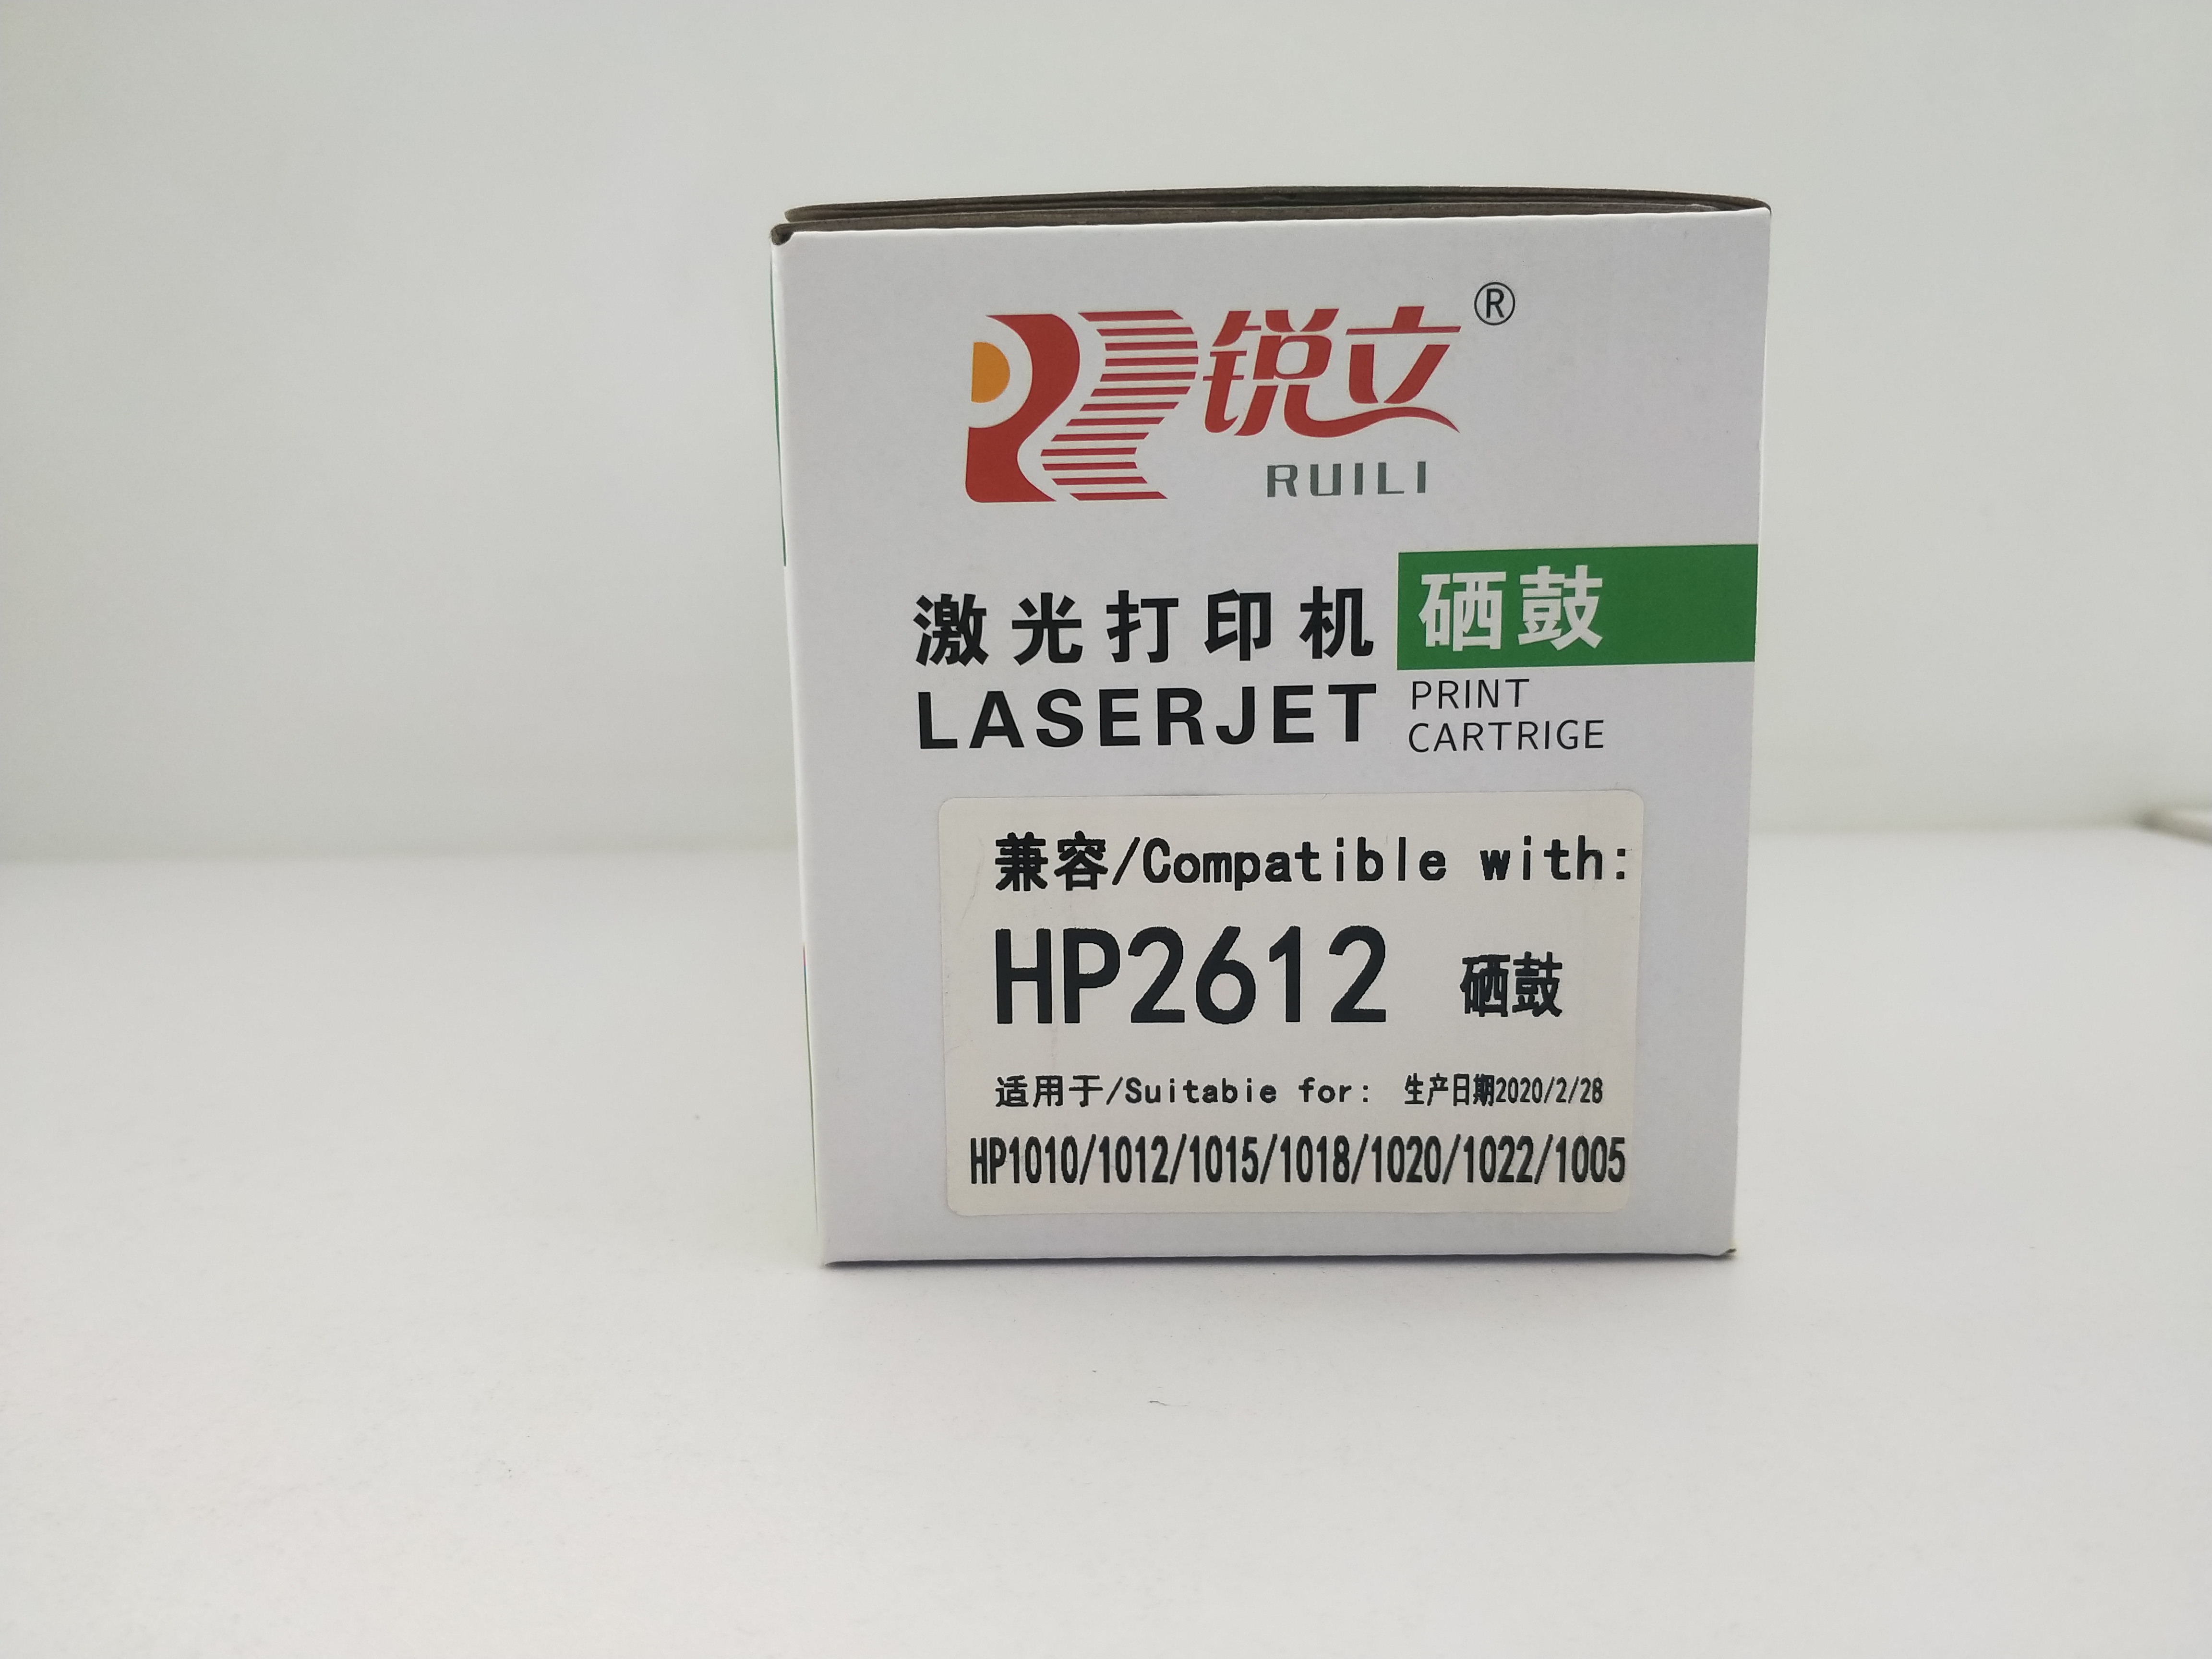 锐立®
RUILI
激光打印机 硒鼓
LASERJET PRINT
CARTRIGE
兼容/Compatible with:
HP2612 硒鼓
适用于/Suitabie for: 生产日期2020/2/28
HP1010/1012/1015/1018/1020/1022/1005